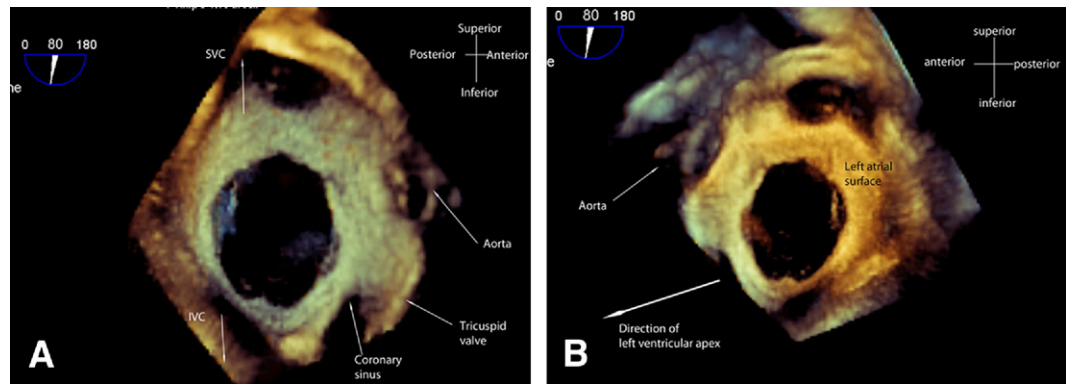 0 80 180
ne
SVC
Superior
Posterior
Anterior
Inferior
Aorta
IVC
Tricuspid
valve
Coronary
sinus
A
0 80 180
e
superior
anterior
posterior
inferior
Left atrial
surface
Aorta
Direction of
left ventricular apex
B